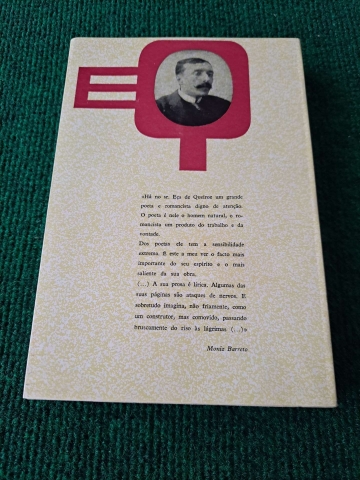 EQ
«Há no sr. Eça de Queiroz um grande
poeta e romancista digno de atenção.
O poeta é nele o homem natural, o ro-
mancista um produto do trabalho e da
vontade.
Dos poetas ele tem a sensibilidade
extrema. É este a meu ver o facto mais
importante do seu espírito e o mais
saliente da sua obra.
(...) A sua prosa é lírica. Algumas das
suas páginas são ataques de nervos. E
sobretudo imagina, não friamente, como
um construtor, mas comovido, passando
bruscamente do riso às lágrimas. (...)»
Moniz Barreto